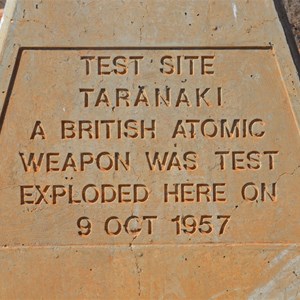 TEST SITE
TARANAKI
A BRITISH ATOMIC
WEAPON WAS TEST
EXPLODED HERE ON
9 OCT 1957